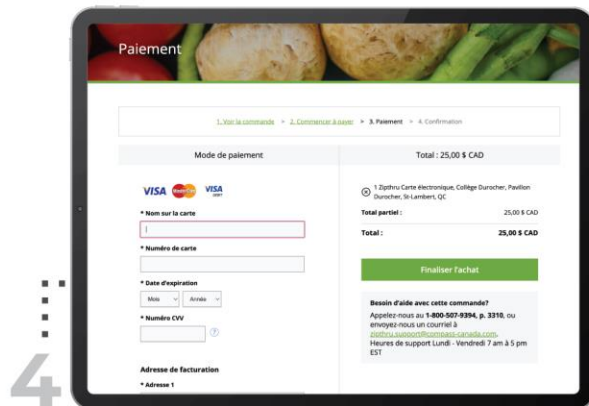 Paiement
1. Voir la commande > 2. Commencer à payer > 3. Paiement > 4. Confirmation
Mode de paiement
Total : 25,00 $ CAD
VISA MasterCard VISA DEBIT
* Nom sur la carte
* Numéro de carte
* Date d'expiration
Mois Année
* Numéro CVV
?
Adresse de facturation
* Adresse 1
1 Zipthru Carte électronique, Collège Durocher, Pavillon
Durocher, St-Lambert, QC
Total partiel : 25,00 $ CAD
Total : 25,00 $ CAD
Finaliser l'achat
Besoin d'aide avec cette commande?
Appelez-nous au 1-800-507-9394, p. 3310, ou
envoyez-nous un courriel à
zipthru.support@compass-canada.com.
Heures de support Lundi - Vendredi 7 am à 5 pm
EST
4